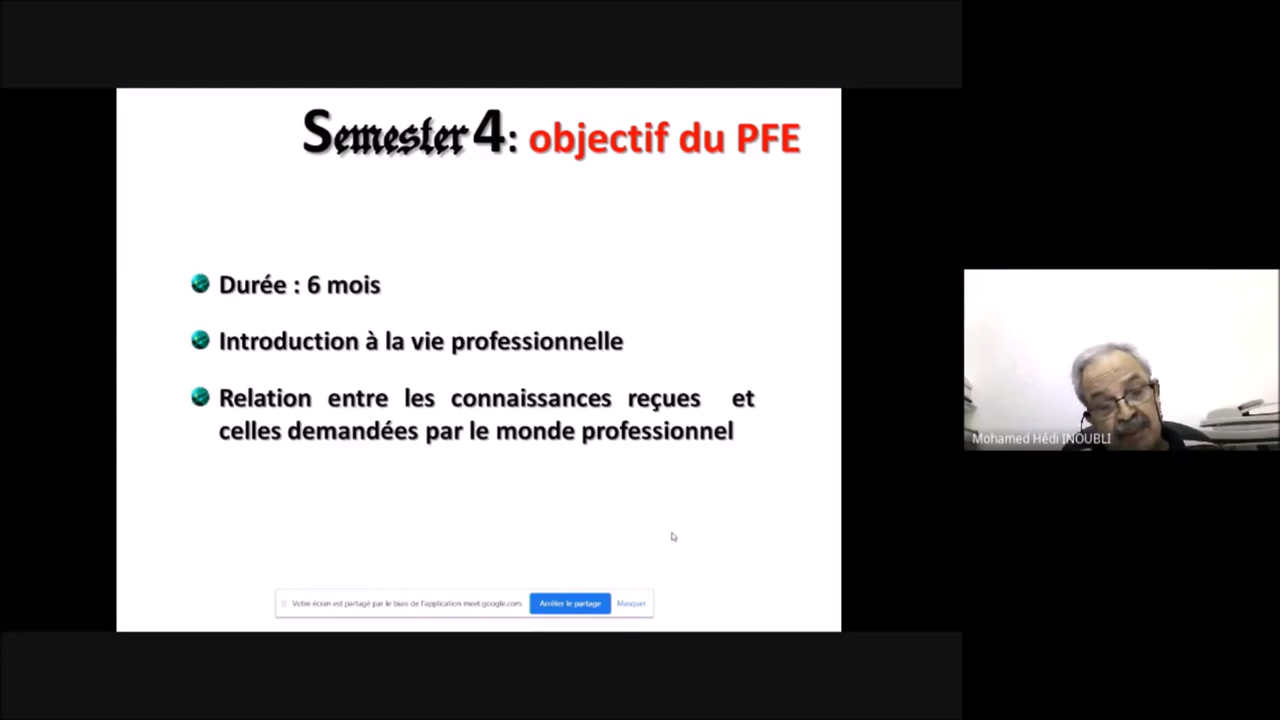 Semester 4: objectif du PFE
Durée : 6 mois
Introduction à la vie professionnelle
Relation entre les connaissances reçues et
celles demandées par le monde professionnel
Mohamed Hédi INOUBLI
Votre écran est partagé par le biais de l'application meet.google.com. Arrêter le partage Masquer